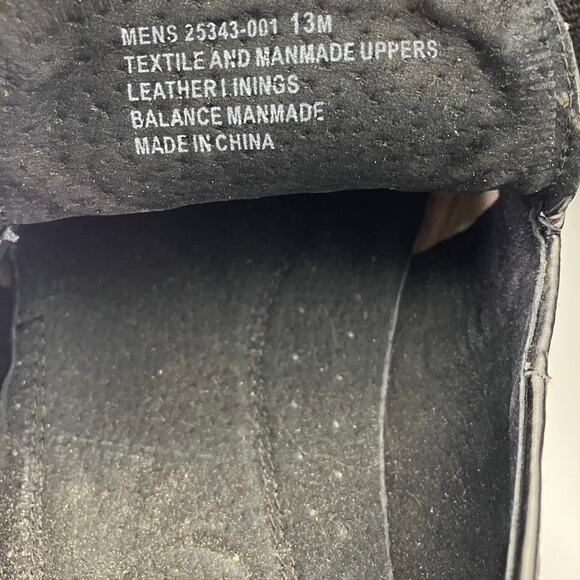 MENS 25343-001 13M
TEXTILE AND MANMADE UPPERS
LEATHER LININGS
BALANCE MANMADE
MADE IN CHINA